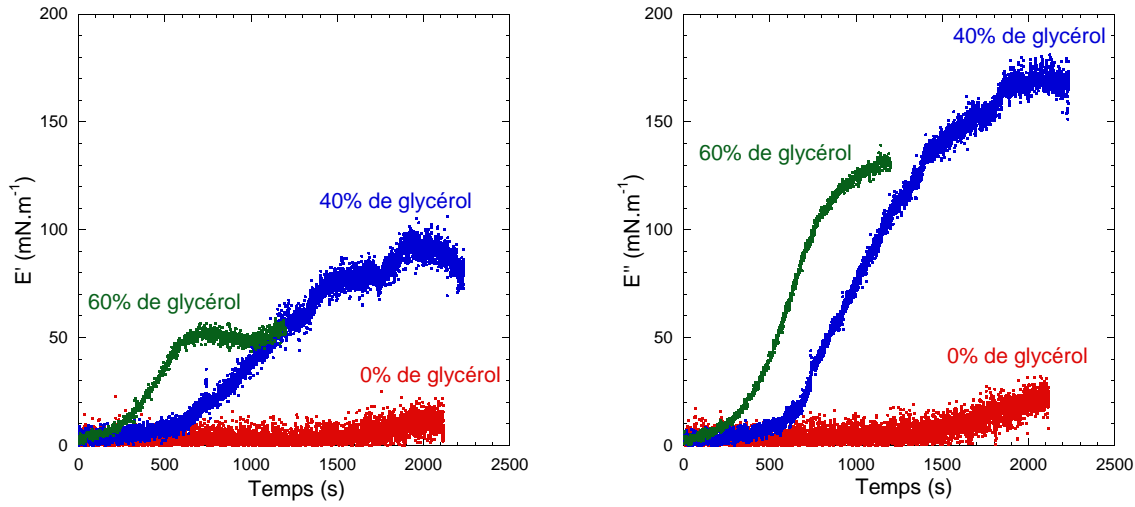 200
150
100
50
0
E' (mN.m⁻¹)
40% de glycérol
60% de glycérol
0% de glycérol
0 500 1000 1500 2000 2500
Temps (s)
200
150
100
50
0
E'' (mN.m⁻¹)
40% de glycérol
60% de glycérol
0% de glycérol
0 500 1000 1500 2000 2500
Temps (s)